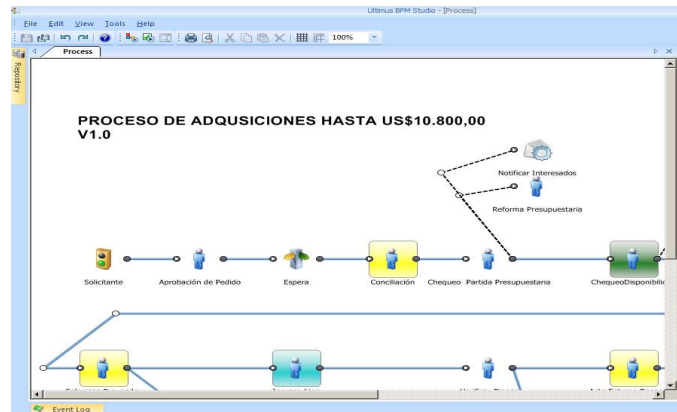 Ultimus BPM Studio - [Process]
File Edit View Tools Help
100%
Process
Repository
PROCESO DE ADQUSICIONES HASTA US$10.800,00
V1.0
Notificar Interesados
Reforma Presupuestaria
Solicitante
Aprobación de Pedido
Espera
Conciliación
Chequeo Partida Presupuestaria
ChequeoDisponibilic
Event Log